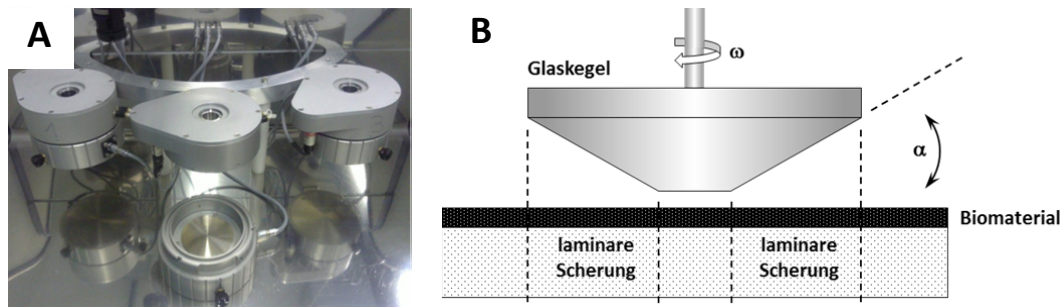 A
B
ω
Glaskegel
α
Biomaterial
laminare
Scherung
laminare
Scherung